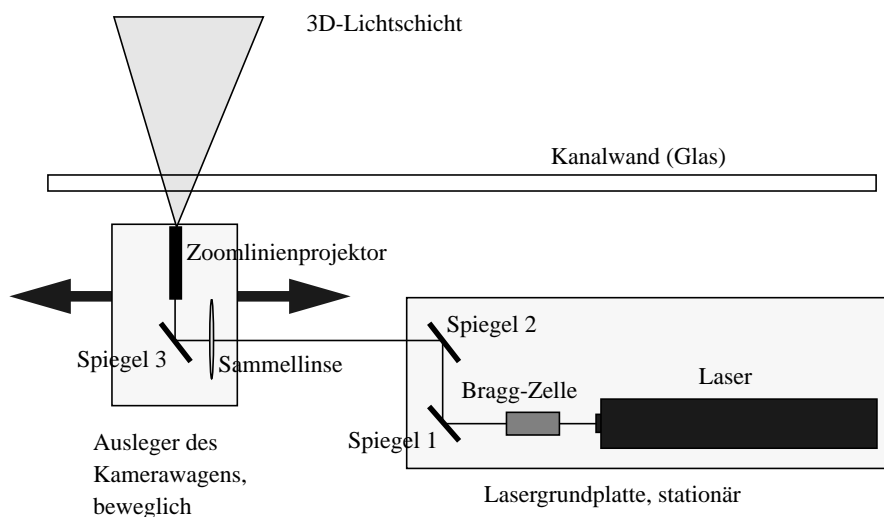 3D-Lichtschicht
Kanalwand (Glas)
Zoomlinienprojektor
Spiegel 2
Spiegel 3
Sammellinse
Bragg-Zelle
Laser
Spiegel 1
Ausleger des
Kamerawagens,
beweglich
Lasergrundplatte, stationär